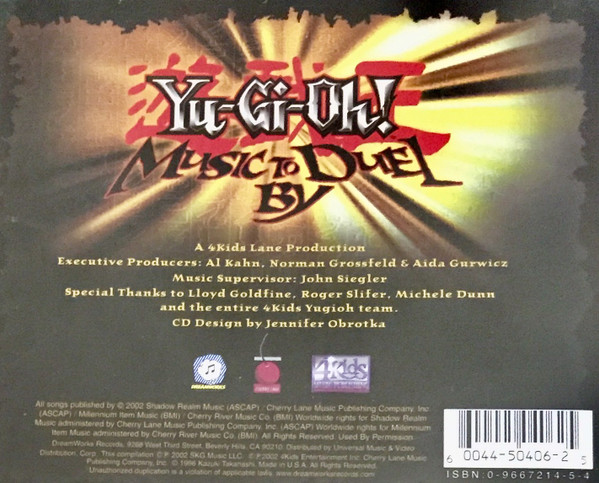 遊戯王
Yu-Gi-Oh!
Music to Duel
By
A 4Kids Lane Production
Executive Producers: Al Kahn, Norman Grossfeld & Aida Gurwicz
Music Supervisor: John Siegler
Special Thanks to Lloyd Goldfine, Roger Slifer, Michele Dunn
and the entire 4Kids Yugioh team.
CD Design by Jennifer Obrotka
DREAMWORKS
4Kids
All songs published by © 2002 Shadow Realm Music (ASCAP) / Cherry Lane Music Publishing Company, Inc
(ASCAP) / Millennium Item Music (BMI) / Cherry River Music Co. (BMI) Worldwide rights for Shadow Realm
Music administered by Cherry Lane Music Publishing Company, Inc. (ASCAP) Worldwide rights for Millennium
Item Music administered by Cherry River Music Co. (BMI). All Rights Reserved. Used By Permission.
DreamWorks Records, 9268 West Third Street, Beverly Hills, CA 90210. Distributed by Universal Music & Video
Distribution, Corp. This compilation ©℗ 2002 SKG Music LLC. ©℗ 2002 4Kids Entertainment Inc. Cherry Lane Music
Publishing Company, Inc. © 1996 Kazuki Takahashi. Made in U.S.A. All Rights Reserved.
Unauthorized duplication is a violation of applicable laws. www.dreamworksrecords.com
6 0044-50406-2 5
ISBN:0-9667214-5-4